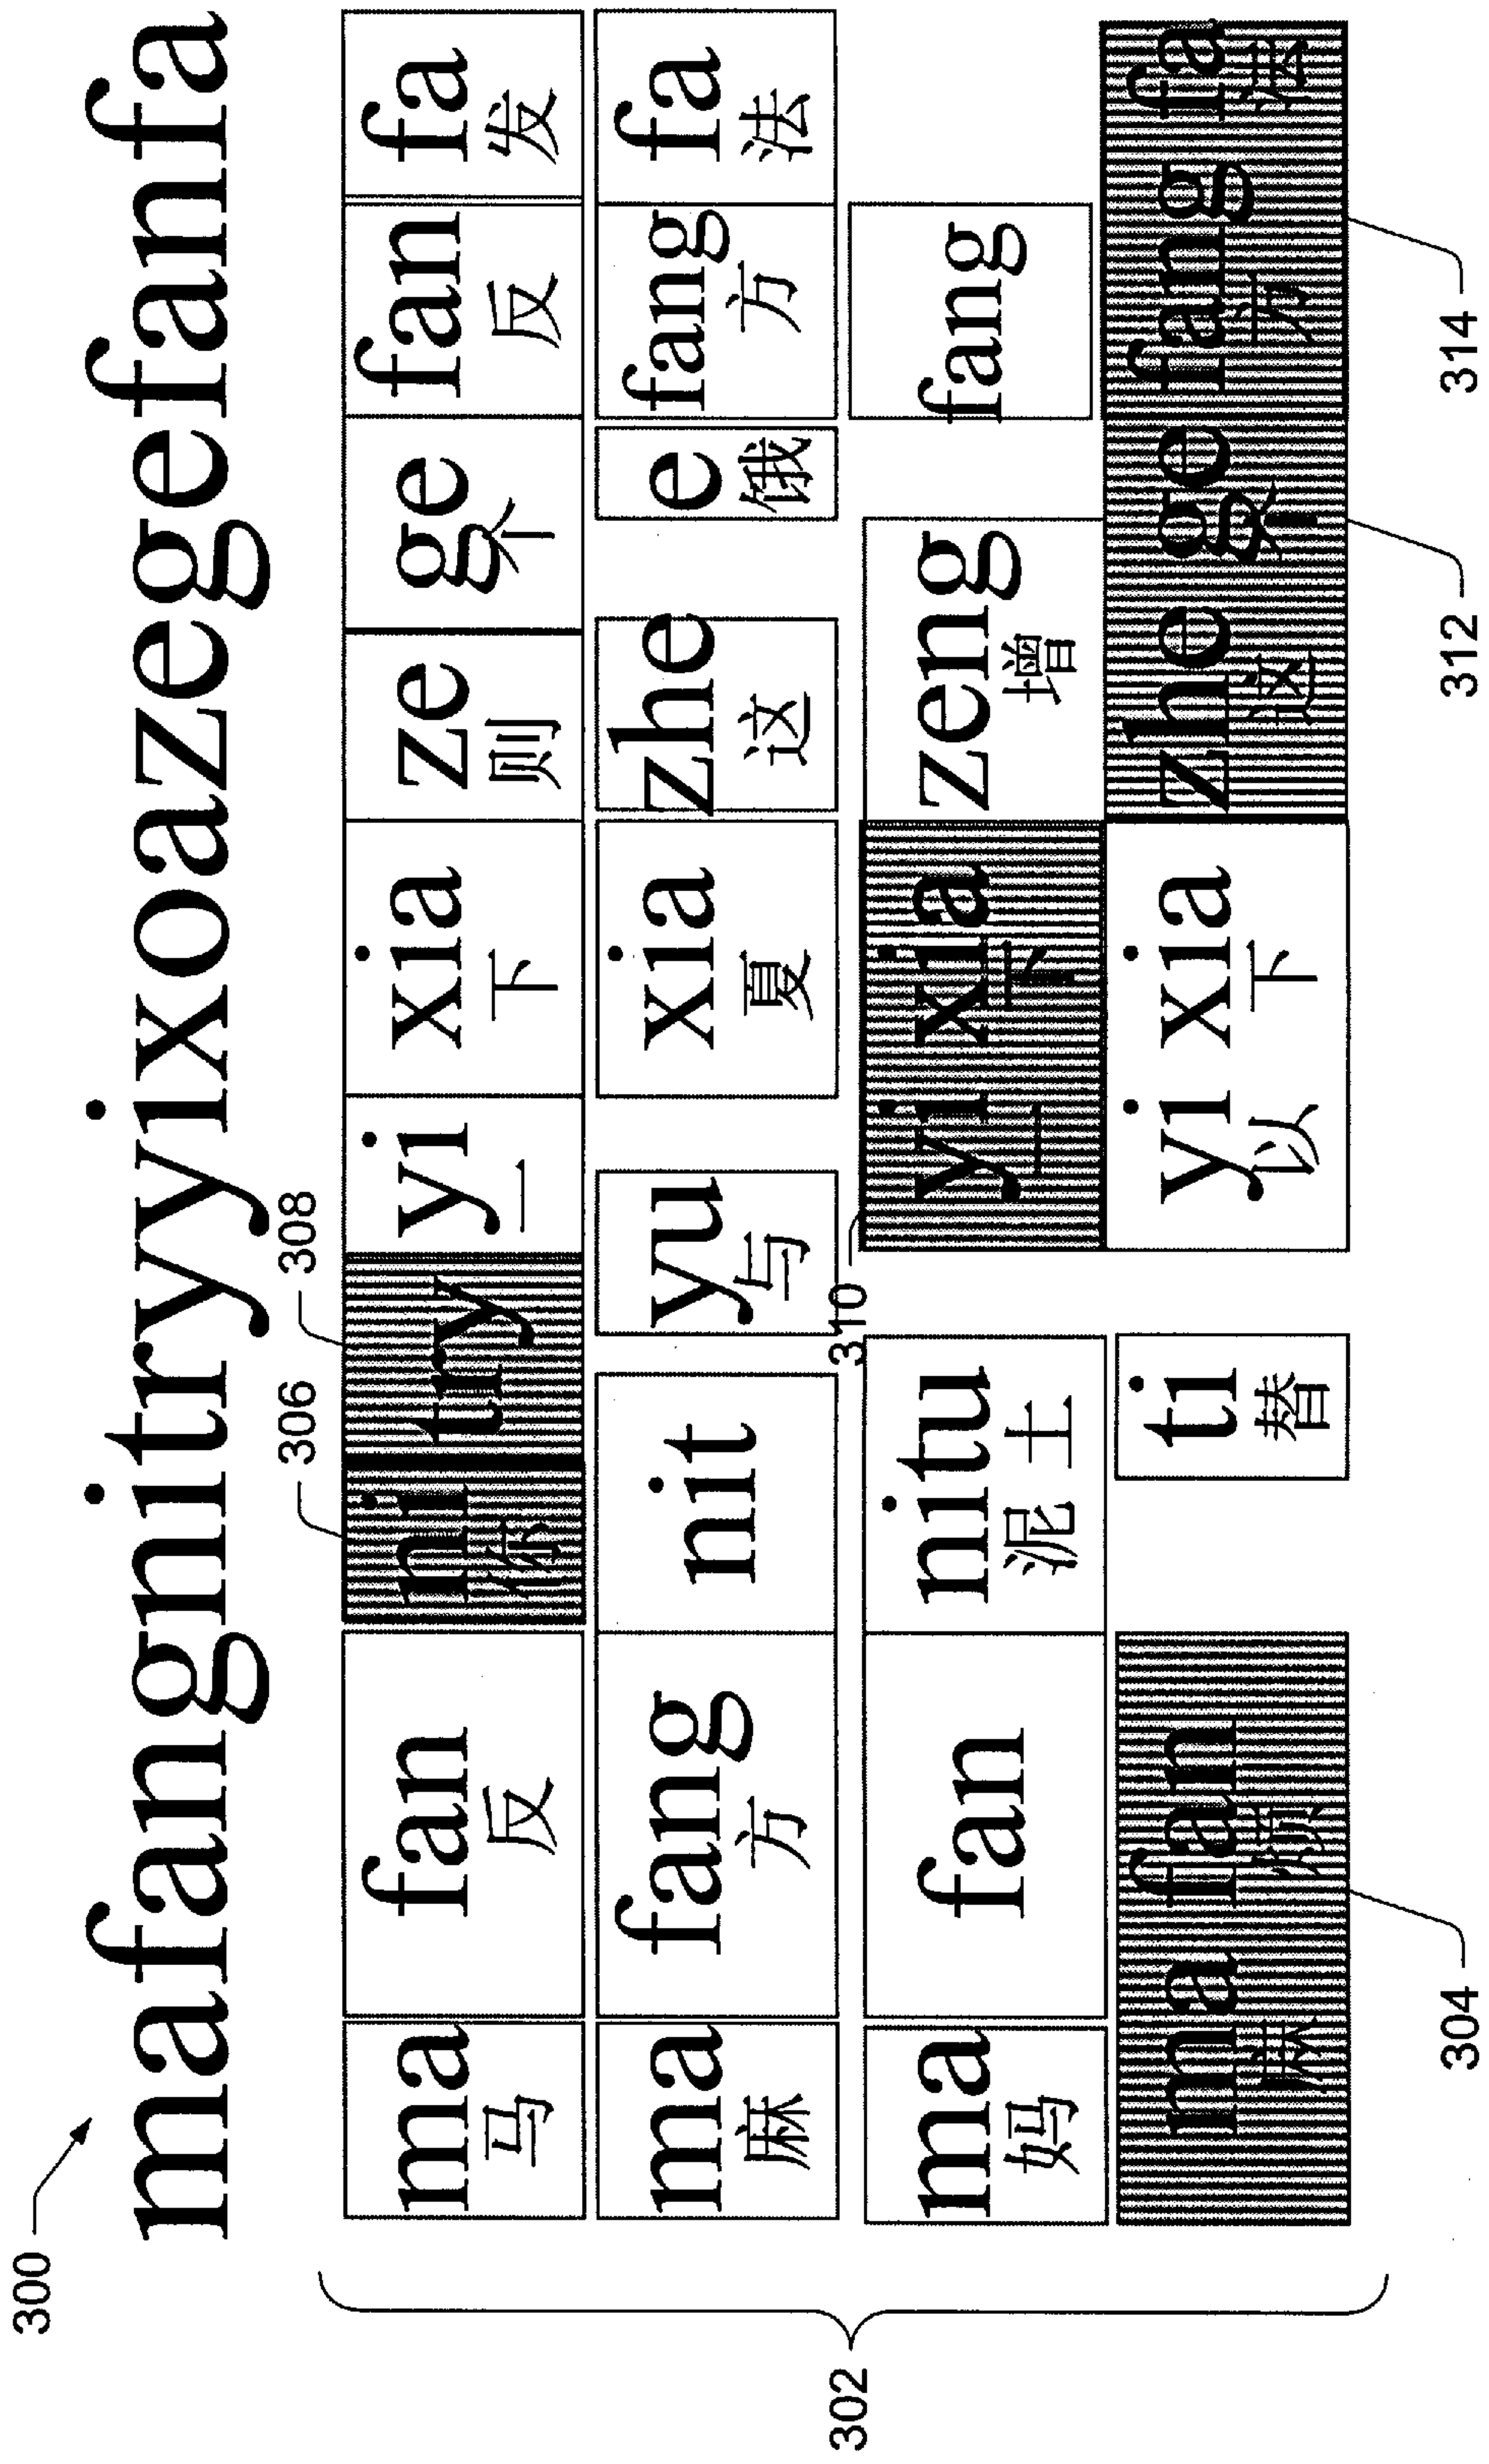 300
mafangnitryyixoazegefanfa
306 308
ma fan ni try yi xia ze ge fan fa
马 反 你 一 下 则 个 反 发
ma fang nit yu xia zhe e fang fa
麻 方 与 夏 这 饿 方 法
302
310
ma fan nitu yi xia zeng fang
妈 泥土 一 下 增
ma fan ti yi xia zhe ge fang fa
麻 烦 替 以 下 这 个 方 法
304 312 314